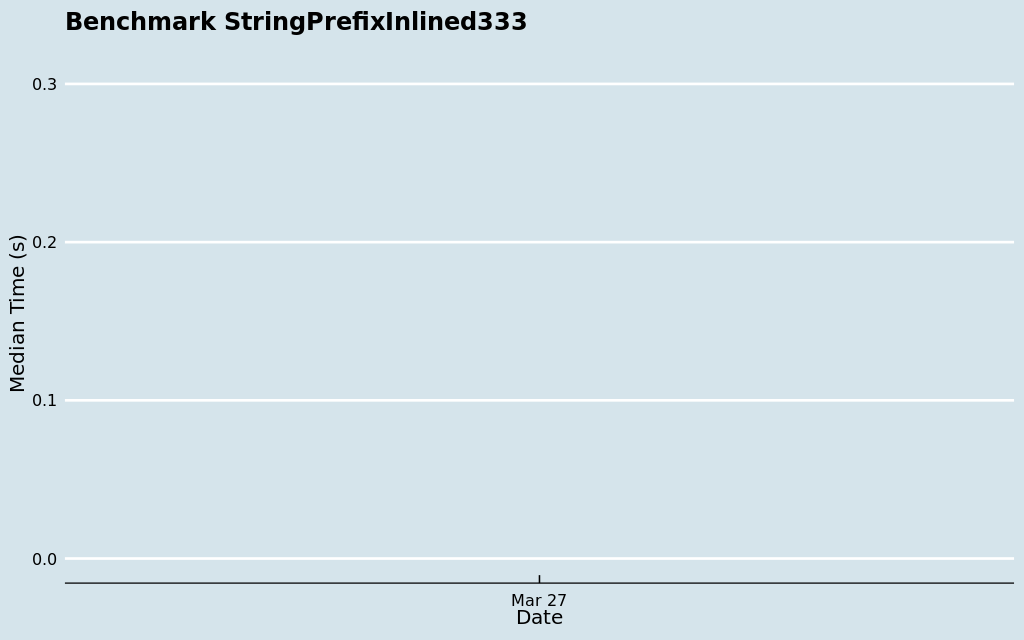 Benchmark StringPrefixInlined333
0.3
0.2
0.1
0.0
Median Time (s)
Mar 27
Date